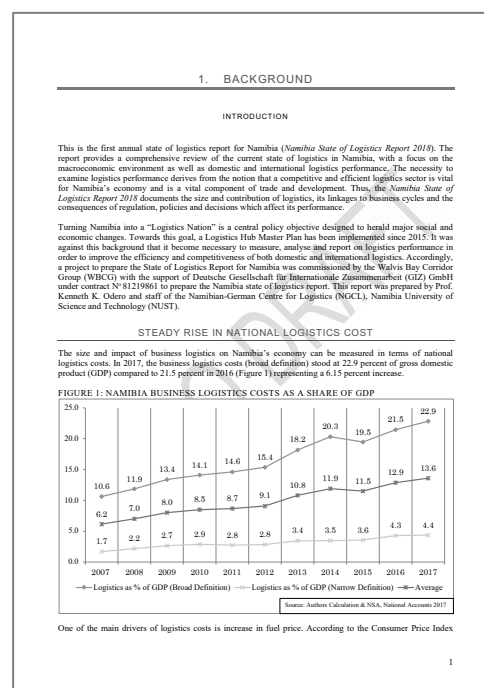 1. BACKGROUND
INTRODUCTION
This is the first annual state of logistics report for Namibia (Namibia State of Logistics Report 2018). The
report provides a comprehensive review of the current state of logistics in Namibia, with a focus on the
macroeconomic environment as well as domestic and international logistics performance. The necessity to
examine logistics performance derives from the notion that a competitive and efficient logistics sector is vital
for Namibia's economy and is a vital component of trade and development. Thus, the Namibia State of
Logistics Report 2018 documents the size and contribution of logistics, its linkages to business cycles and the
consequences of regulation, policies and decisions which affect its performance.
Turning Namibia into a "Logistics Nation" is a central policy objective designed to herald major social and
economic changes. Towards this goal, a Logistics Hub Master Plan has been implemented since 2015. It was
against this background that it become necessary to measure, analyse and report on logistics performance in
order to improve the efficiency and competitiveness of both domestic and international logistics. Accordingly,
a project to prepare the State of Logistics Report for Namibia was commissioned by the Walvis Bay Corridor
Group (WBCG) with the support of Deutsche Gesellschaft für Internationale Zusammenarbeit (GIZ) GmbH
under contract Nº 81219861 to prepare the Namibia state of logistics report. This report was prepared by Prof.
Kenneth K. Odero and staff of the Namibian-German Centre for Logistics (NGCL), Namibia University of
Science and Technology (NUST).
STEADY RISE IN NATIONAL LOGISTICS COST
The size and impact of business logistics on Namibia's economy can be measured in terms of national
logistics costs. In 2017, the business logistics costs (broad definition) stood at 22.9 percent of gross domestic
product (GDP) compared to 21.5 percent in 2016 (Figure 1) representing a 6.15 percent increase.
FIGURE 1: NAMIBIA BUSINESS LOGISTICS COSTS AS A SHARE OF GDP
25.0
20.0
15.0
10.0
5.0
0.0
10.6 11.9 13.4 14.1 14.6 15.4 18.2 20.3 19.5 21.5 22.9
6.2 7.0 8.0 8.5 8.7 9.1 10.8 11.9 11.5 12.9 13.6
1.7 2.2 2.7 2.9 2.8 2.8 3.4 3.5 3.6 4.3 4.4
2007 2008 2009 2010 2011 2012 2013 2014 2015 2016 2017
Logistics as % of GDP (Broad Definition) Logistics as % of GDP (Narrow Definition) Average
Source: Authors Calculation & NSA, National Accounts 2017
One of the main drivers of logistics costs is increase in fuel price. According to the Consumer Price Index
1
DRAFT